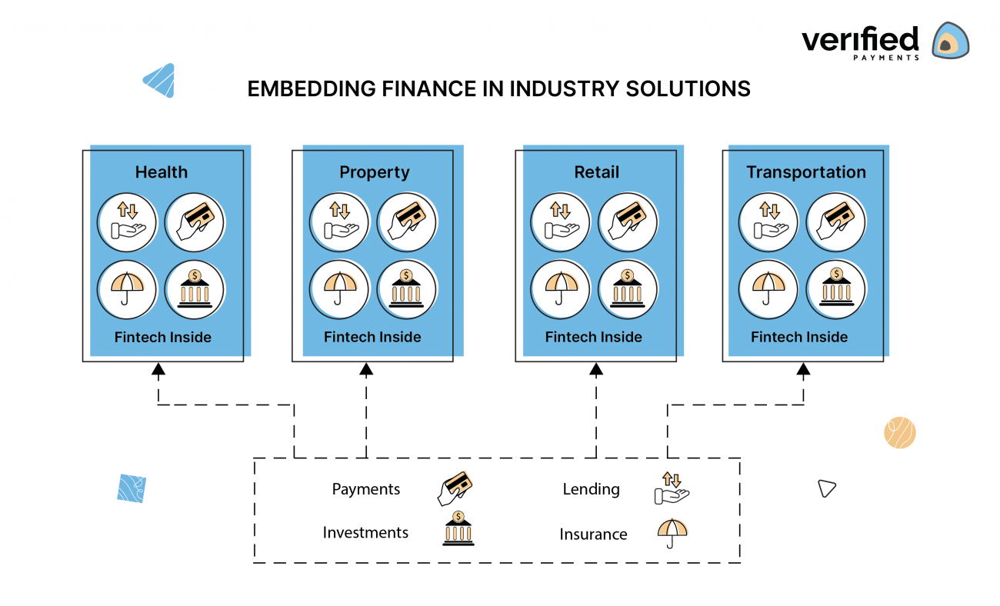 verified
PAYMENTS
EMBEDDING FINANCE IN INDUSTRY SOLUTIONS
Health
Property
Retail
Transportation
$
$
$
$
Fintech Inside
Fintech Inside
Fintech Inside
Fintech Inside
Payments
Lending
$
Investments
Insurance